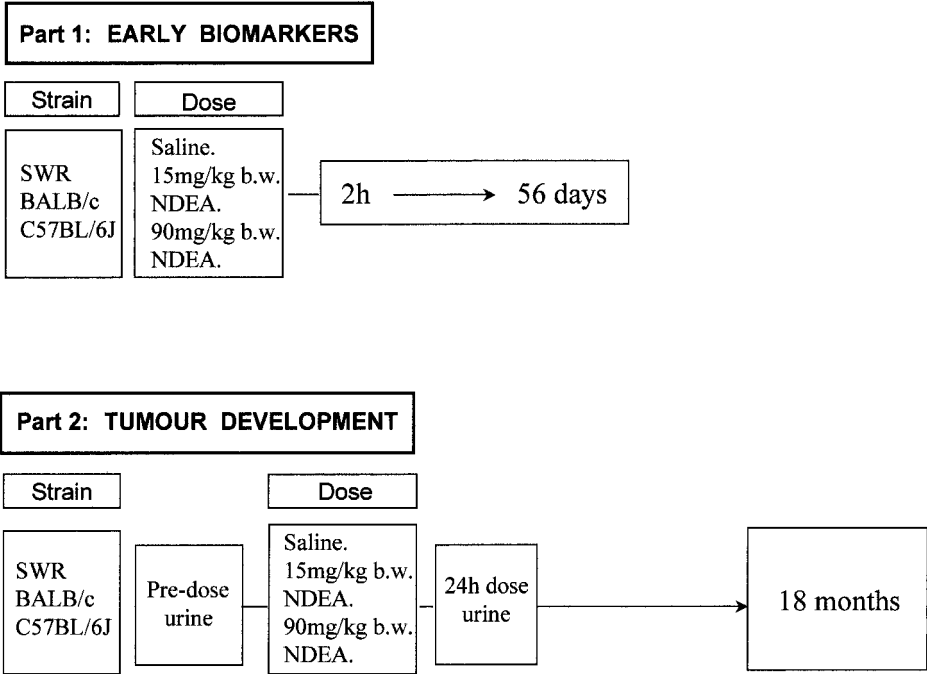 Part 1: EARLY BIOMARKERS
Strain
Dose
SWR
BALB/c
C57BL/6J
Saline.
15mg/kg b.w.
NDEA.
90mg/kg b.w.
NDEA.
2h
56 days
Part 2: TUMOUR DEVELOPMENT
Strain
Dose
SWR
BALB/c
C57BL/6J
Pre-dose
urine
Saline.
15mg/kg b.w.
NDEA.
90mg/kg b.w.
NDEA.
24h dose
urine
18 months